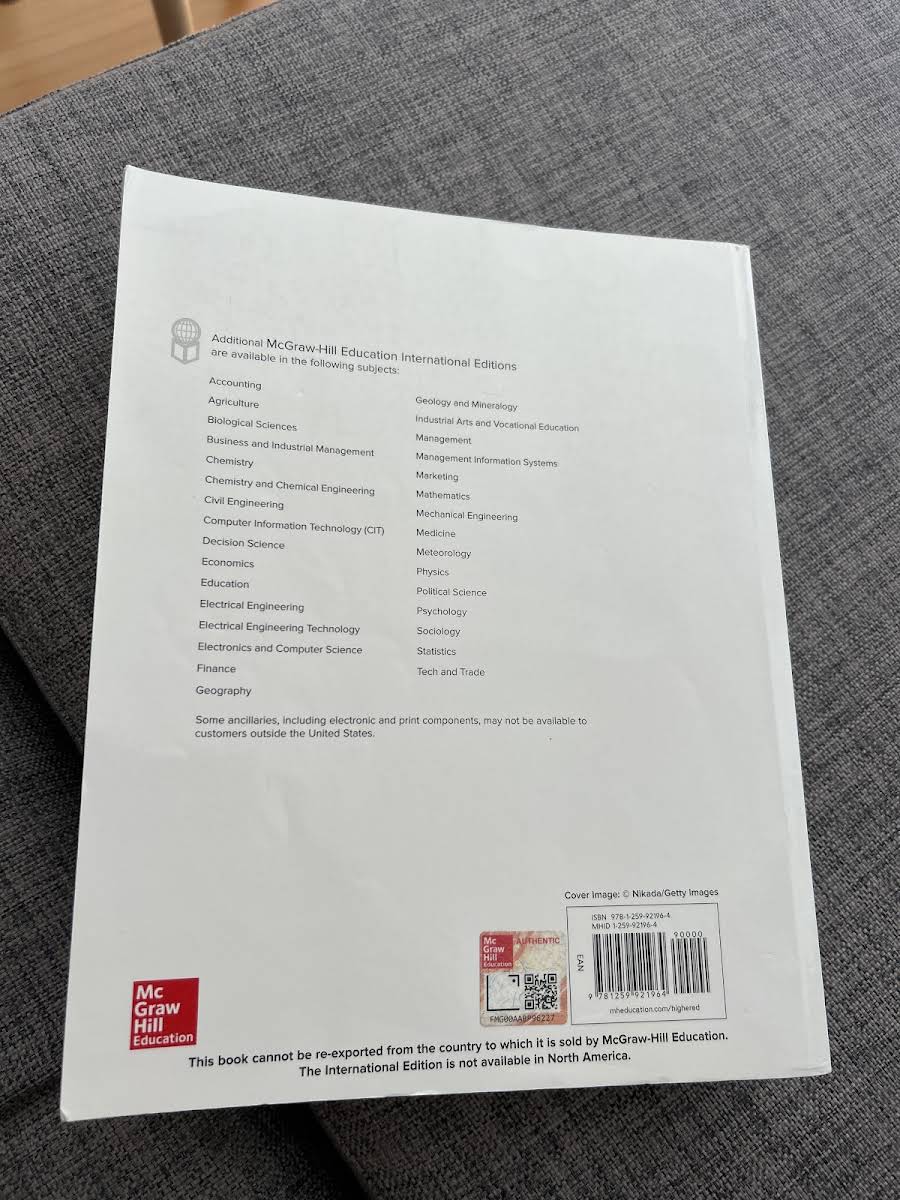 Additional McGraw-Hill Education International Editions
are available in the following subjects:
Accounting
Agriculture
Biological Sciences
Business and Industrial Management
Chemistry
Chemistry and Chemical Engineering
Civil Engineering
Computer Information Technology (CIT)
Decision Science
Economics
Education
Electrical Engineering
Electrical Engineering Technology
Electronics and Computer Science
Finance
Geography
Geology and Mineralogy
Industrial Arts and Vocational Education
Management
Management Information Systems
Marketing
Mathematics
Mechanical Engineering
Medicine
Meteorology
Physics
Political Science
Psychology
Sociology
Statistics
Tech and Trade
Some ancillaries, including electronic and print components, may not be available to
customers outside the United States.
Cover Image: © Nikada/Getty Images
ISBN 978-1-259-92196-4
MHID 1-259-92196-4
90000
EAN
9 781259 921964
mheducation.com/highered
Mc
Graw
Hill
Education
AUTHENTIC
Mc
Graw
Hill
Education
This book cannot be re-exported from the country to which it is sold by McGraw-Hill Education.
The International Edition is not available in North America.